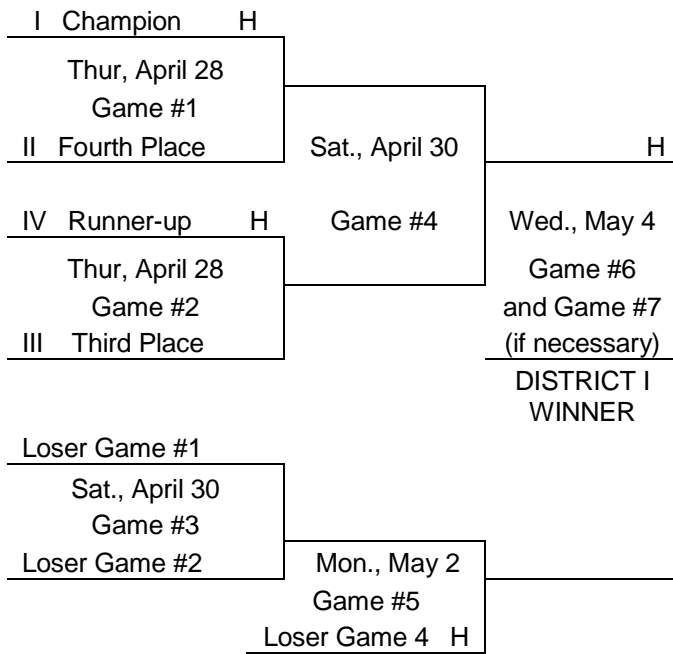 I Champion H
Thur, April 28
Game #1
II Fourth Place
Sat., April 30
H
IV Runner-up H
Game #4
Wed., May 4
Thur, April 28
Game #2
III Third Place
Game #6
and Game #7
(if necessary)
DISTRICT I
WINNER
Loser Game #1
Sat., April 30
Game #3
Loser Game #2
Mon., May 2
Game #5
Loser Game 4 H